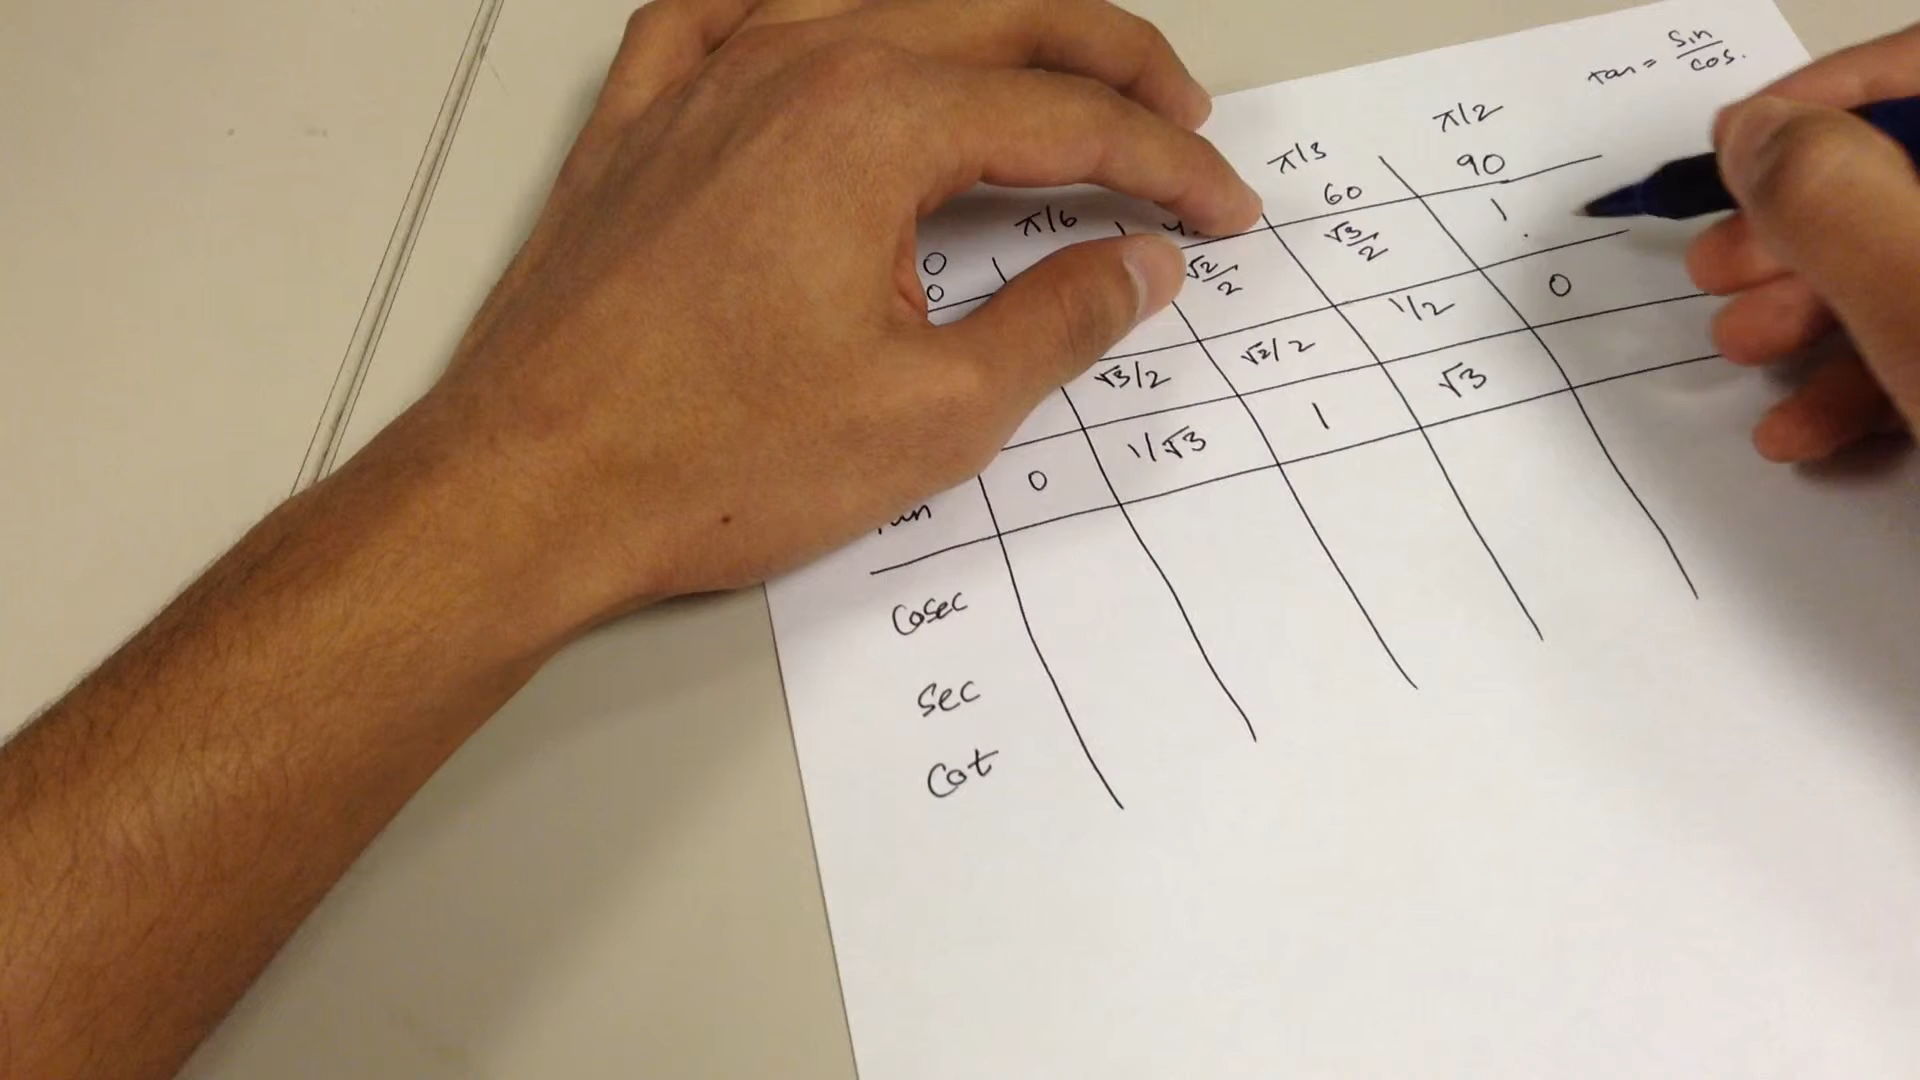 tan = sin/cos.
0 π/6 π/3 π/2
0 60 90
√2/2 √3/2 1.
√3/2 √2/2 1/2 0
0 1/√3 1 √3
cosec
sec
cot